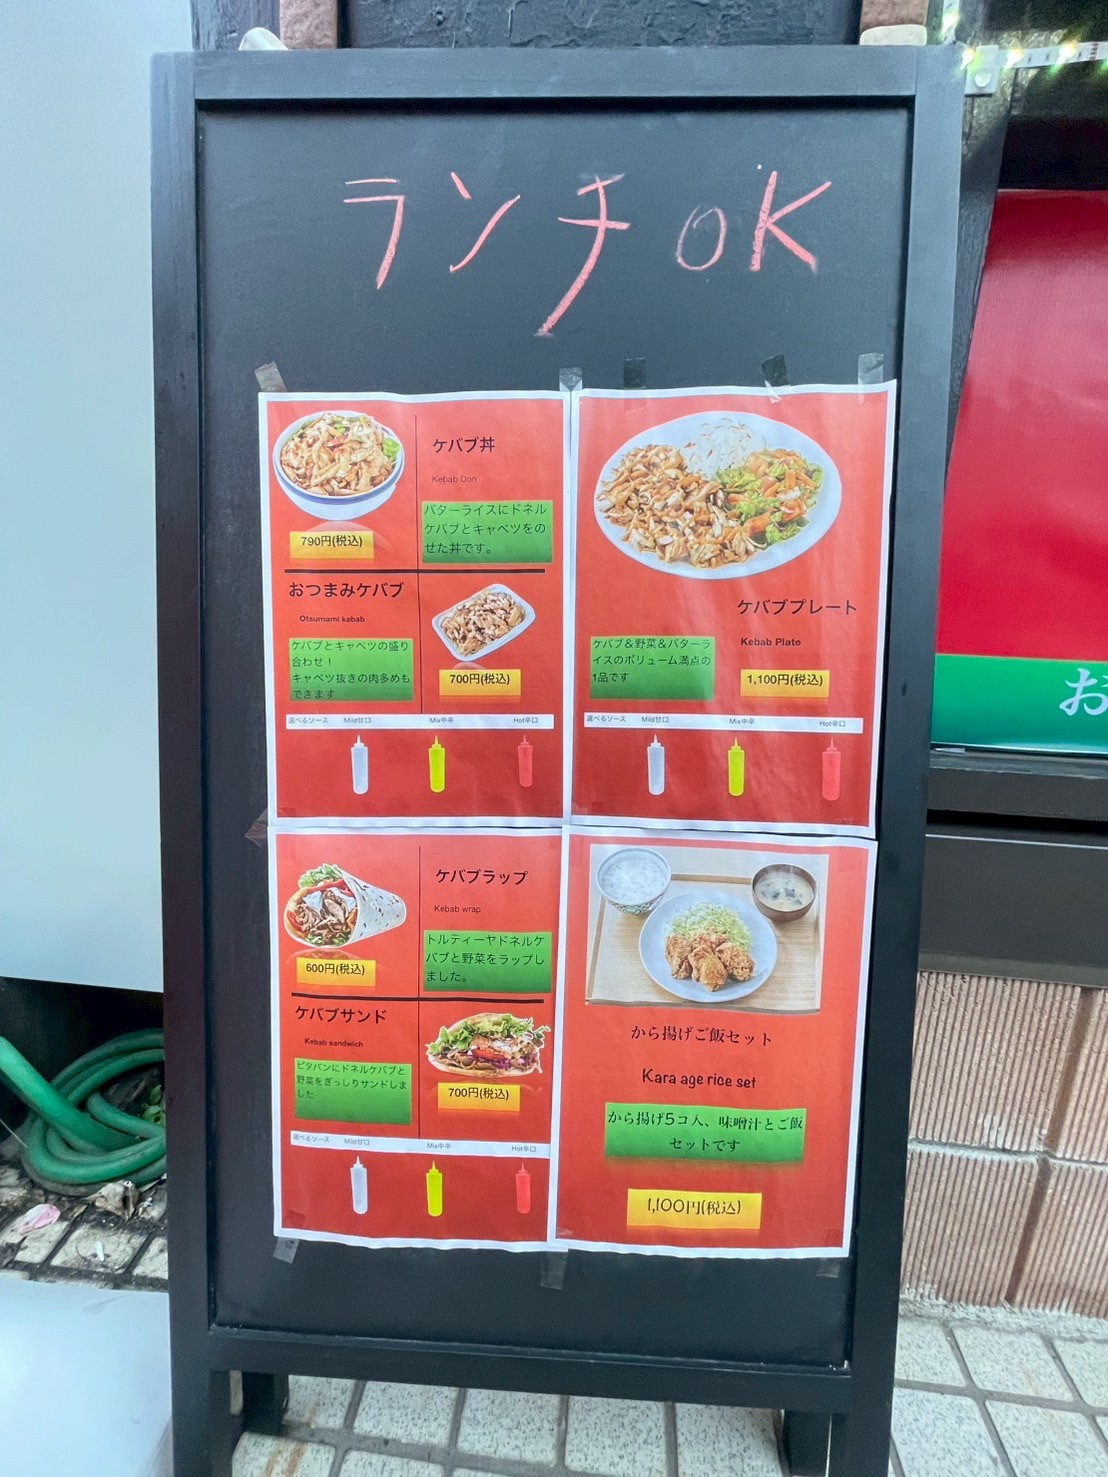 ランチOK
ケバブ丼
Kebab Don
バターライスにドネル
ケバブとキャベツをの
せた丼です。
790円(税込)
おつまみケバブ
Otsumami kebab
ケバブとキャベツの盛り
合わせ！
キャベツ抜きの肉多めも
できます
700円(税込)
選べるソース Mild甘口 Mix中辛 Hot辛口
ケバブプレート
Kebab Plate
ケバブ＆野菜＆バターラ
イスのボリューム満点の
1品です
1,100円(税込)
選べるソース Mild甘口 Mix中辛 Hot辛口
ケバブラップ
Kebab wrap
トルティーヤドネルケ
バブと野菜をラップし
ました。
600円(税込)
ケバブサンド
Kebab sandwich
ピタパンにドネルケバブと
野菜をぎっしりサンドしま
した
700円(税込)
選べるソース Mild甘口 Mix中辛 Hot辛口
から揚げご飯セット
Kara age rice set
から揚げ5コ入、味噌汁とご飯
セットです
1,100円(税込)
お